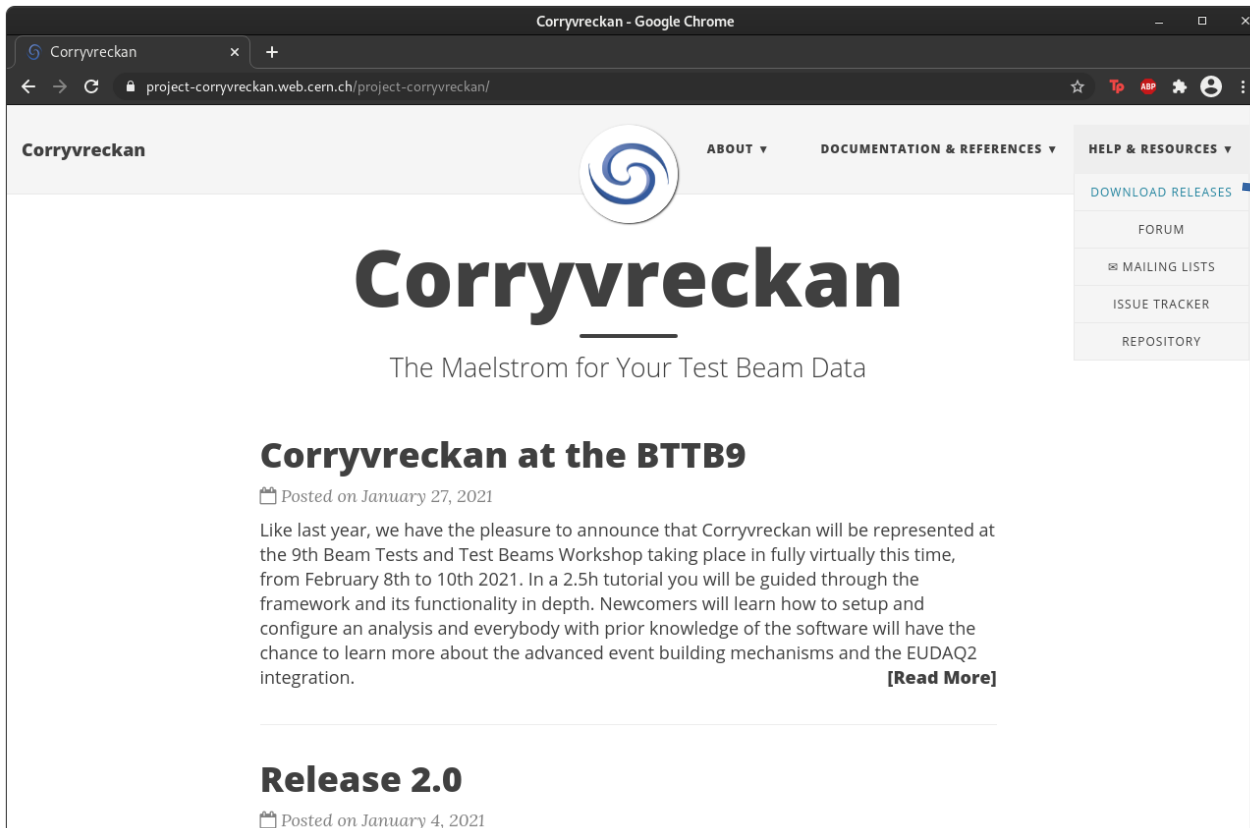 Corryvreckan - Google Chrome
Corryvreckan
project-corryvreckan.web.cern.ch/project-corryvreckan/
Tp
ABP
Corryvreckan
ABOUT ▼
DOCUMENTATION & REFERENCES ▼
HELP & RESOURCES ▼
DOWNLOAD RELEASES
FORUM
✉ MAILING LISTS
ISSUE TRACKER
REPOSITORY
Corryvreckan
The Maelstrom for Your Test Beam Data
Corryvreckan at the BTTB9
Posted on January 27, 2021
Like last year, we have the pleasure to announce that Corryvreckan will be represented at
the 9th Beam Tests and Test Beams Workshop taking place in fully virtually this time,
from February 8th to 10th 2021. In a 2.5h tutorial you will be guided through the
framework and its functionality in depth. Newcomers will learn how to setup and
configure an analysis and everybody with prior knowledge of the software will have the
chance to learn more about the advanced event building mechanisms and the EUDAQ2
integration.
[Read More]
Release 2.0
Posted on January 4, 2021